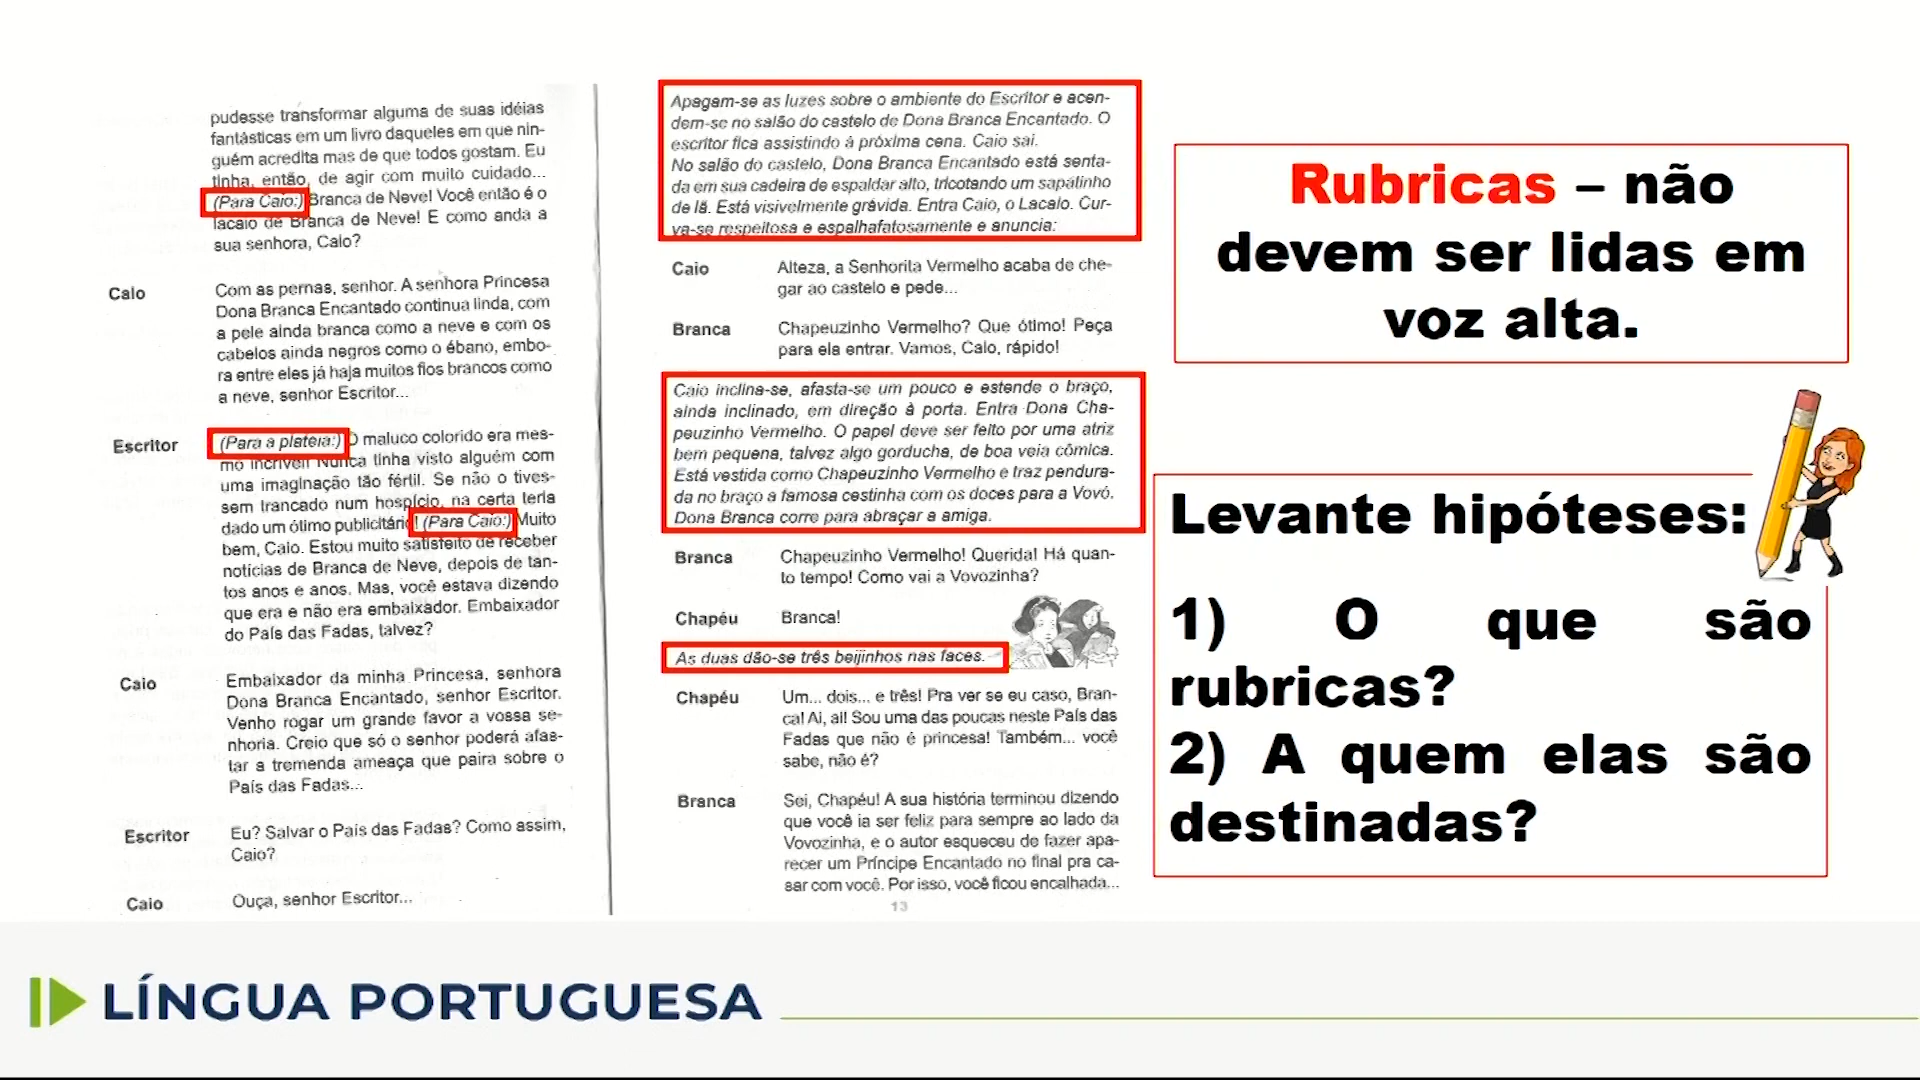 pudesse transformar alguma de suas idéias
fantásticas em um livro daqueles em que nin-
guém acredita mas de que todos gostam. Eu
tinha, então, de agir com muito cuidado...
(Para Caio:) Branca de Neve! Você então é o
lacaio de Branca de Neve! E como anda a
sua senhora, Caio?
Caio Com as pernas, senhor. A senhora Princesa
Dona Branca Encantado continua linda, com
a pele ainda branca como a neve e com os
cabelos ainda negros como o ébano, embo-
ra entre eles já haja muitos fios brancos como
a neve, senhor Escritor...
Escritor (Para a platéia:) O maluco colorido era mes-
mo incrível! Nunca tinha visto alguém com
uma imaginação tão fértil. Se não o tives-
sem trancado num hospício, na certa teria
dado um ótimo publicitário! (Para Caio:) Muito
bem, Caio. Estou muito satisfeito de receber
notícias de Branca de Neve, depois de tan-
tos anos e anos. Mas, você estava dizendo
que era e não era embaixador. Embaixador
do País das Fadas, talvez?
Caio Embaixador da minha Princesa, senhora
Dona Branca Encantado, senhor Escritor.
Venho rogar um grande favor a vossa se-
nhoria. Creio que só o senhor poderá afas-
tar a tremenda ameaça que paira sobre o
País das Fadas...
Escritor Eu? Salvar o País das Fadas? Como assim,
Caio?
Caio Ouça, senhor Escritor...
Apagam-se as luzes sobre o ambiente do Escritor e acen-
dem-se no salão do castelo de Dona Branca Encantado. O
escritor fica assistindo à próxima cena. Caio sai.
No salão do castelo, Dona Branca Encantado está senta-
da em sua cadeira de espaldar alto, tricotando um sapatinho
de lã. Está visivelmente grávida. Entra Caio, o Lacaio. Cur-
va-se respeitosa e espalhafatosamente e anuncia:
Caio Alteza, a Senhorita Vermelho acaba de che-
gar ao castelo e pede...
Branca Chapeuzinho Vermelho? Que ótimo! Peça
para ela entrar. Vamos, Caio, rápido!
Caio inclina-se, afasta-se um pouco e estende o braço,
ainda inclinado, em direção à porta. Entra Dona Cha-
peuzinho Vermelho. O papel deve ser feito por uma atriz
bem pequena, talvez algo gorducha, de boa veia cômica.
Está vestida como Chapeuzinho Vermelho e traz pendura-
da no braço a famosa cestinha com os doces para a Vovó.
Dona Branca corre para abraçar a amiga.
Branca Chapeuzinho Vermelho! Querida! Há quan-
to tempo! Como vai a Vovozinha?
Chapéu Branca!
As duas dão-se três beijinhos nas faces.
Chapéu Um... dois... e três! Pra ver se eu caso, Bran-
ca! Ai, ai! Sou uma das poucas neste País das
Fadas que não é princesa! Também... você
sabe, não é?
Branca Sei, Chapéu! A sua história terminou dizendo
que você ia ser feliz para sempre ao lado da
Vovozinha, e o autor esqueceu de fazer apa-
recer um Príncipe Encantado no final pra ca-
sar com você. Por isso, você ficou encalhada...
13
Rubricas – não
devem ser lidas em
voz alta.
Levante hipóteses:
1) O que são
rubricas?
2) A quem elas são
destinadas?
LÍNGUA PORTUGUESA